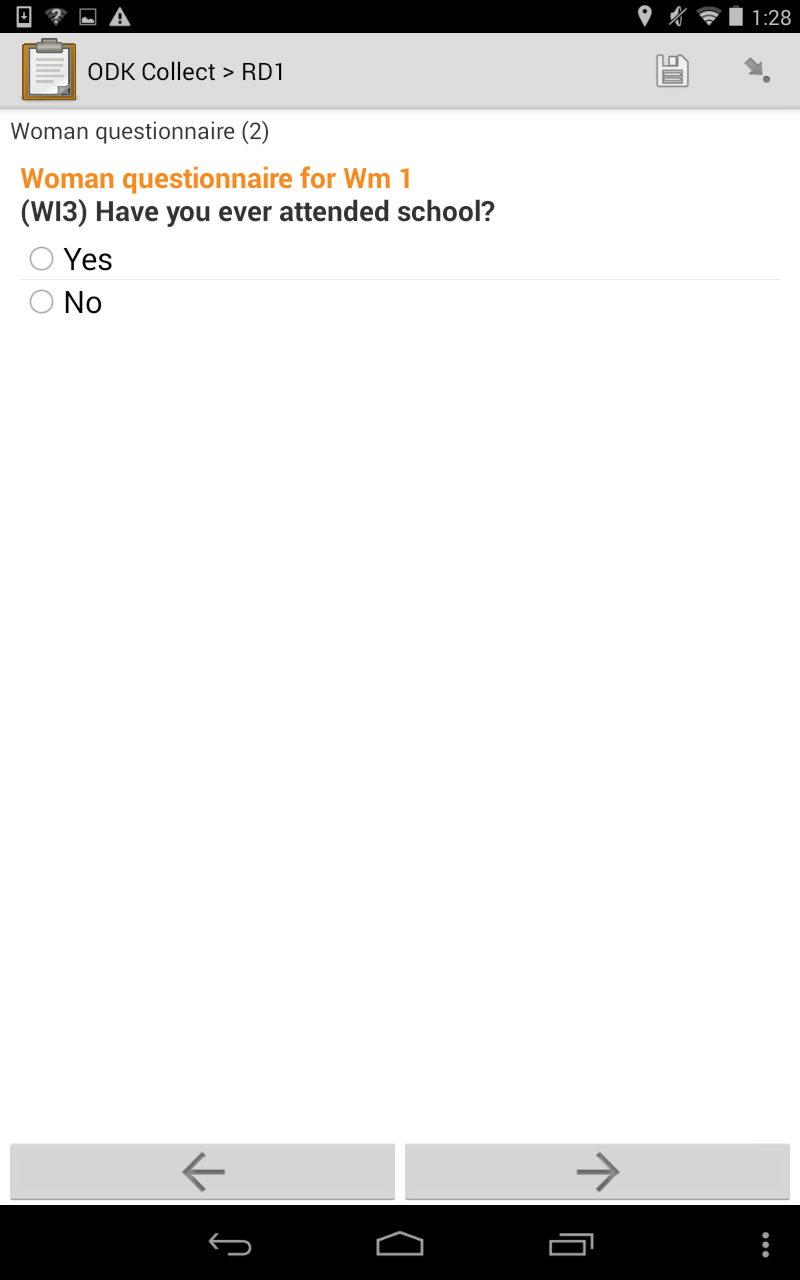 1:28
ODK Collect > RD1
Woman questionnaire (2)
Woman questionnaire for Wm 1
(WI3) Have you ever attended school?
Yes
No